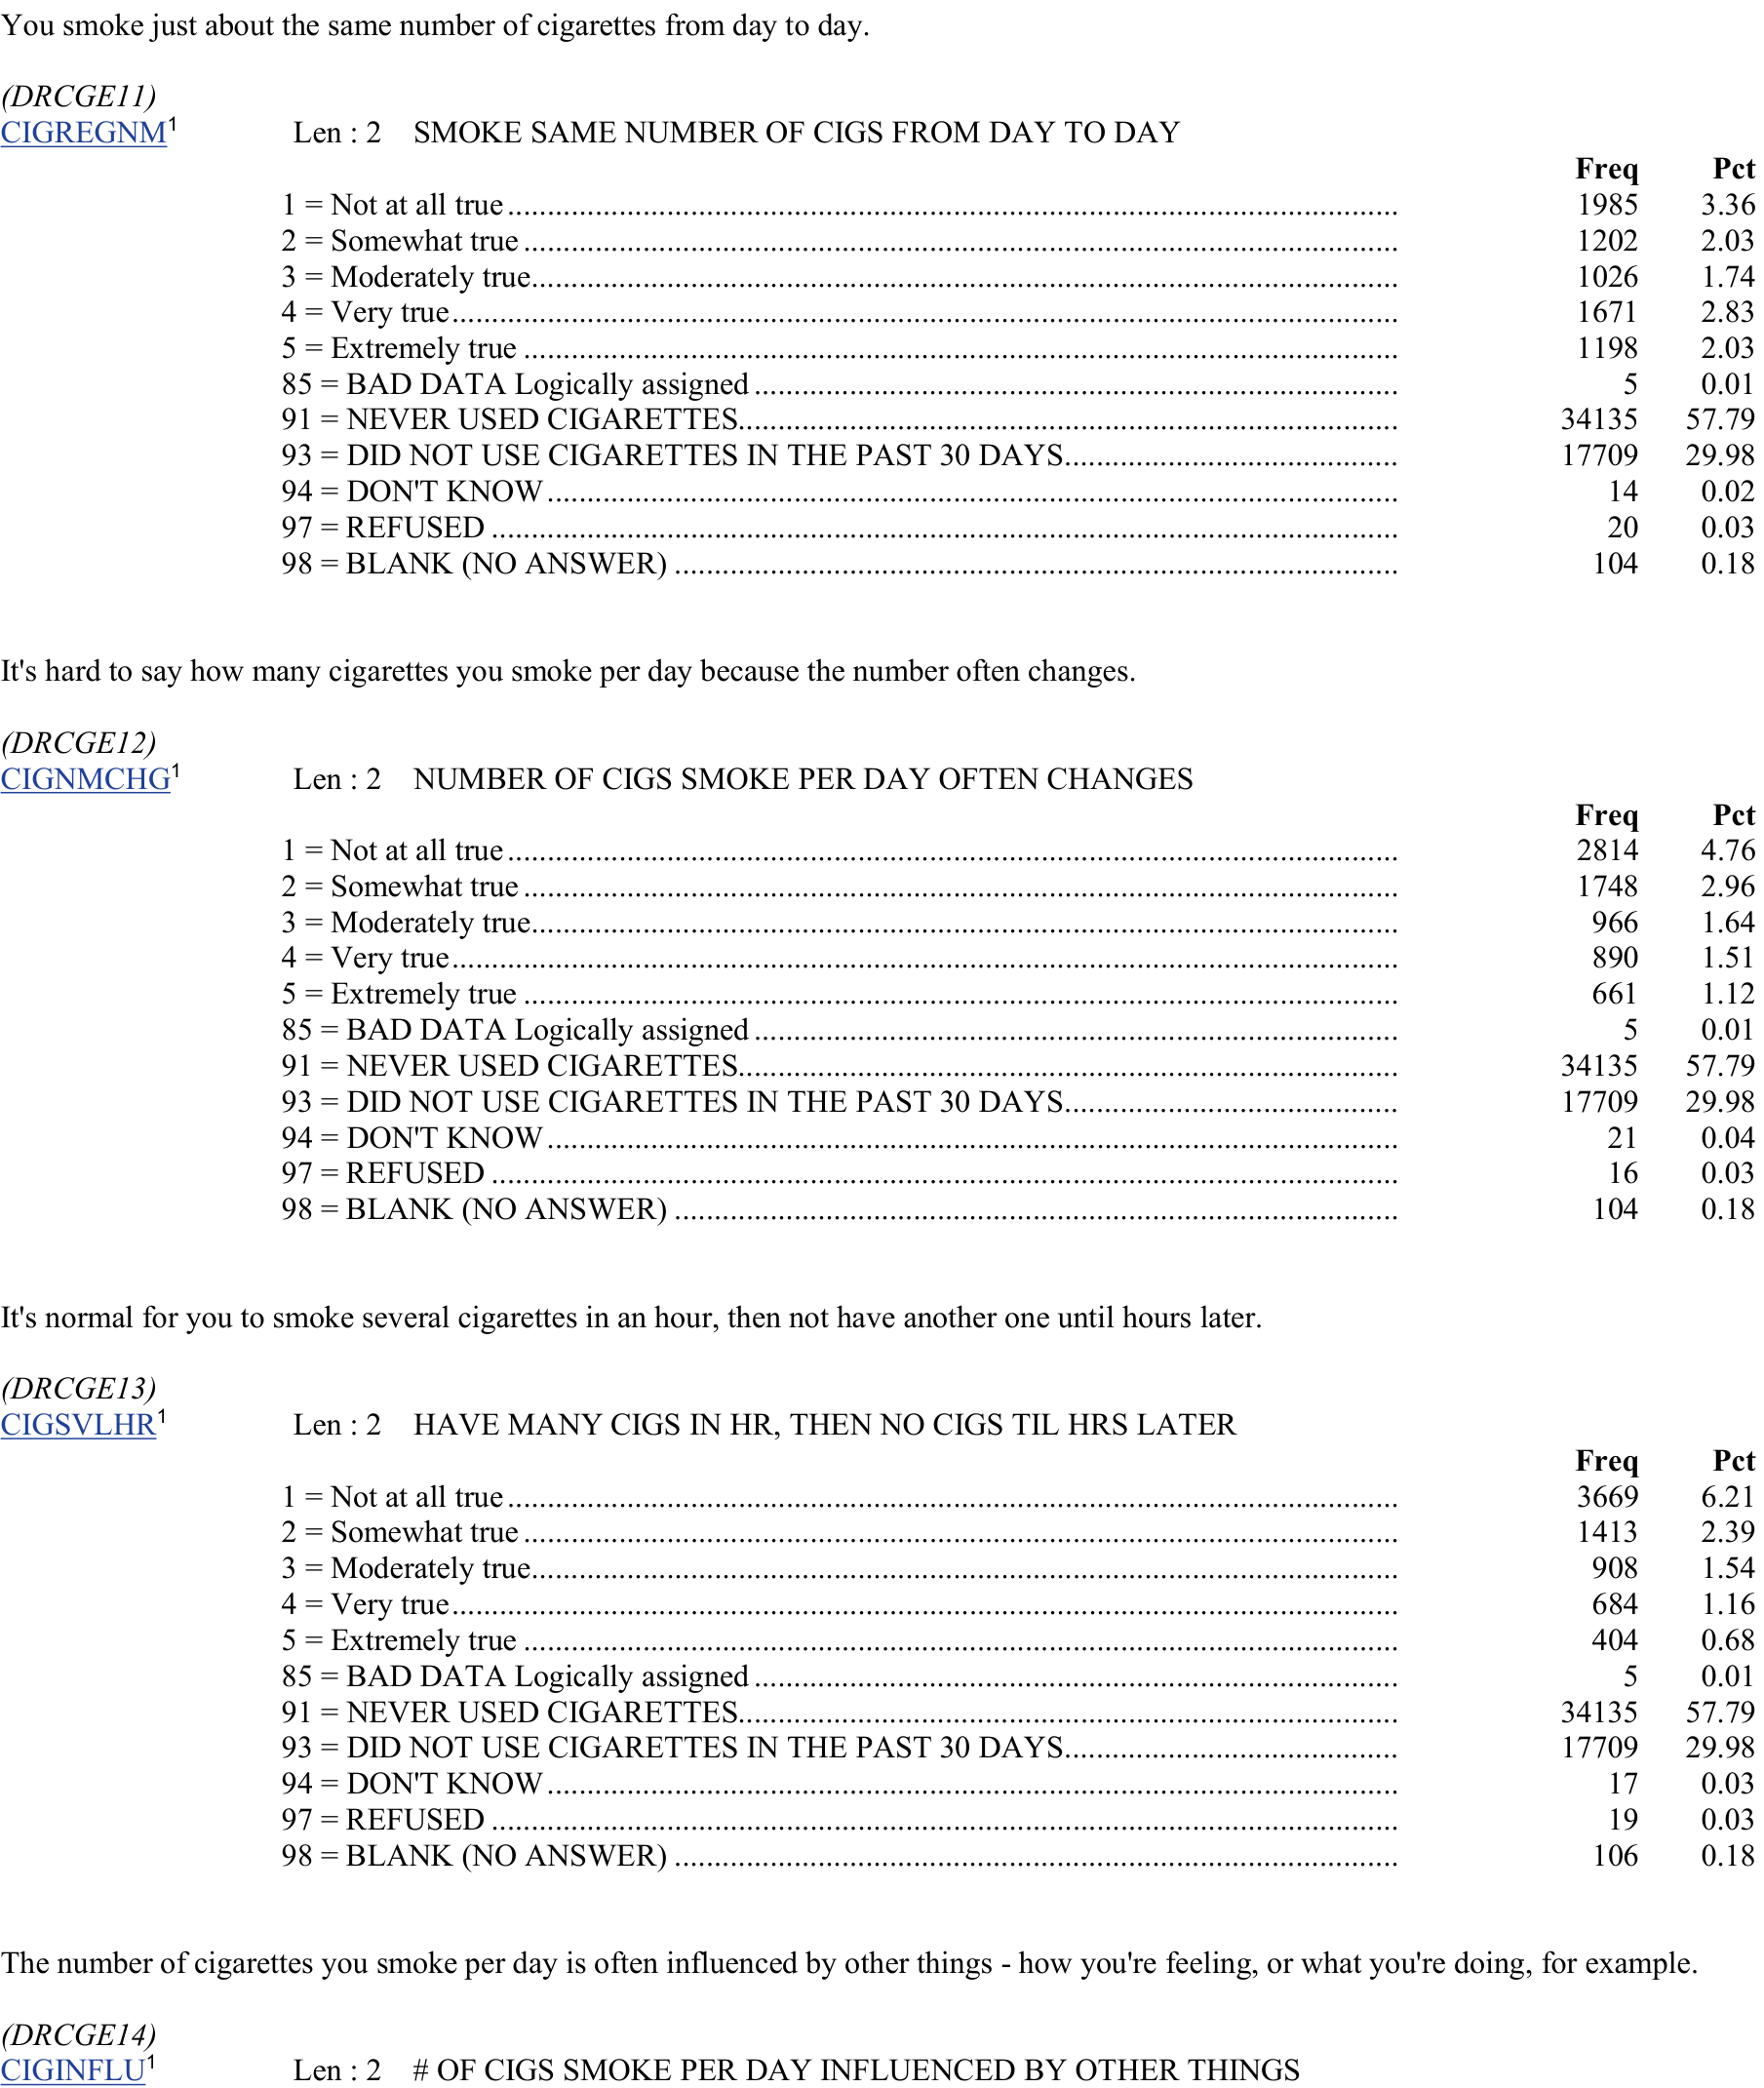 You smoke just about the same number of cigarettes from day to day.
(DRCGE11)
CIGREGNM1 Len : 2 SMOKE SAME NUMBER OF CIGS FROM DAY TO DAY
Freq Pct
1 = Not at all true 1985 3.36
2 = Somewhat true 1202 2.03
3 = Moderately true 1026 1.74
4 = Very true 1671 2.83
5 = Extremely true 1198 2.03
85 = BAD DATA Logically assigned 5 0.01
91 = NEVER USED CIGARETTES 34135 57.79
93 = DID NOT USE CIGARETTES IN THE PAST 30 DAYS 17709 29.98
94 = DON'T KNOW 14 0.02
97 = REFUSED 20 0.03
98 = BLANK (NO ANSWER) 104 0.18
It's hard to say how many cigarettes you smoke per day because the number often changes.
(DRCGE12)
CIGNMCHG1 Len : 2 NUMBER OF CIGS SMOKE PER DAY OFTEN CHANGES
Freq Pct
1 = Not at all true 2814 4.76
2 = Somewhat true 1748 2.96
3 = Moderately true 966 1.64
4 = Very true 890 1.51
5 = Extremely true 661 1.12
85 = BAD DATA Logically assigned 5 0.01
91 = NEVER USED CIGARETTES 34135 57.79
93 = DID NOT USE CIGARETTES IN THE PAST 30 DAYS 17709 29.98
94 = DON'T KNOW 21 0.04
97 = REFUSED 16 0.03
98 = BLANK (NO ANSWER) 104 0.18
It's normal for you to smoke several cigarettes in an hour, then not have another one until hours later.
(DRCGE13)
CIGSVLHR1 Len : 2 HAVE MANY CIGS IN HR, THEN NO CIGS TIL HRS LATER
Freq Pct
1 = Not at all true 3669 6.21
2 = Somewhat true 1413 2.39
3 = Moderately true 908 1.54
4 = Very true 684 1.16
5 = Extremely true 404 0.68
85 = BAD DATA Logically assigned 5 0.01
91 = NEVER USED CIGARETTES 34135 57.79
93 = DID NOT USE CIGARETTES IN THE PAST 30 DAYS 17709 29.98
94 = DON'T KNOW 17 0.03
97 = REFUSED 19 0.03
98 = BLANK (NO ANSWER) 106 0.18
The number of cigarettes you smoke per day is often influenced by other things - how you're feeling, or what you're doing, for example.
(DRCGE14)
CIGINFLU1 Len : 2 # OF CIGS SMOKE PER DAY INFLUENCED BY OTHER THINGS